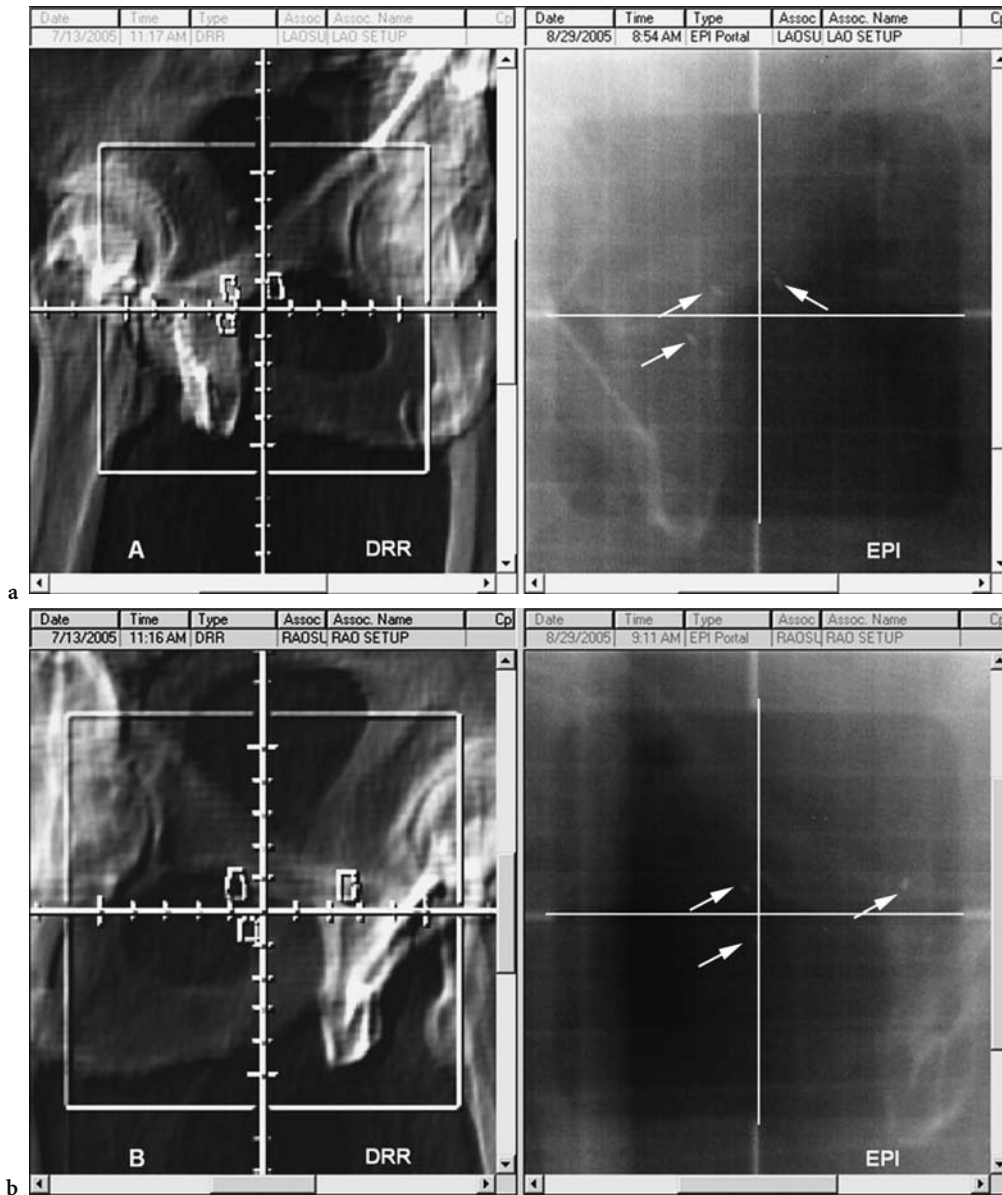 Date Time Type Assoc Assoc. Name Cp
7/13/2005 11:17 AM DRR LAOSU LAO SETUP
Date Time Type Assoc Assoc. Name Cp
8/29/2005 8:54 AM EPI Portal LAOSU LAO SETUP
A DRR
EPI
a
Date Time Type Assoc Assoc. Name Cp
7/13/2005 11:16 AM DRR RAOSU RAO SETUP
Date Time Type Assoc Assoc. Name Cp
8/29/2005 9:11 AM EPI Portal RAOSU RAO SETUP
B DRR
EPI
b